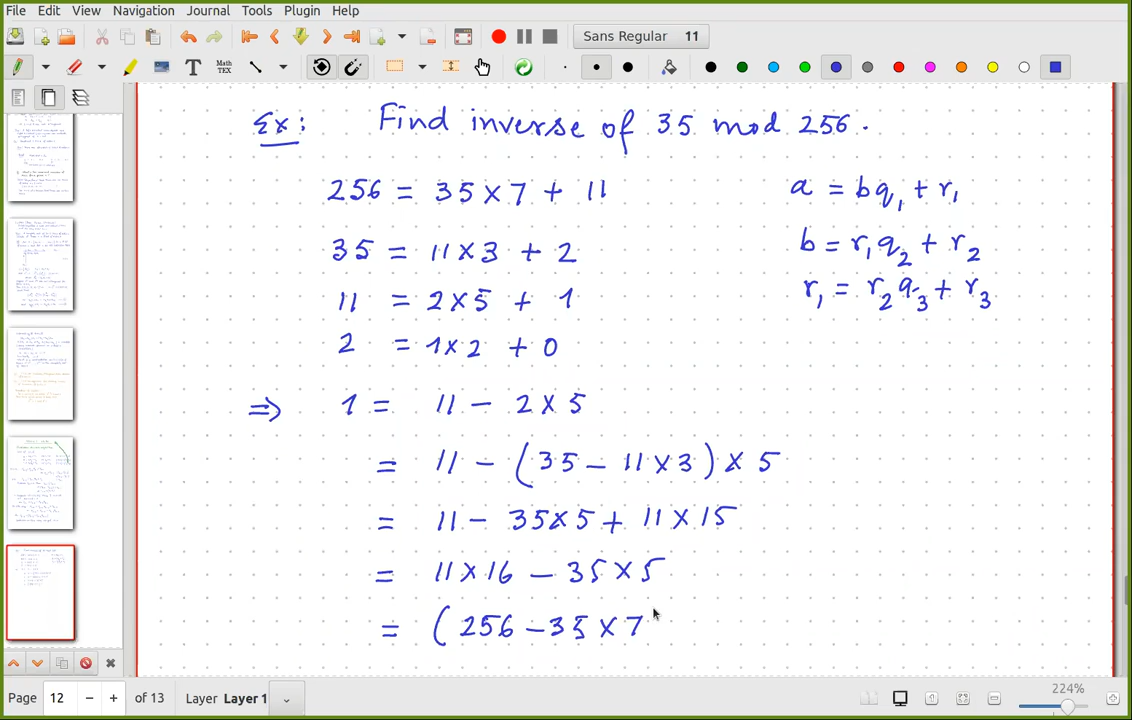 File Edit View Journal Tools Plugin Help
Sans Regular 11
T Math TEX
Ex: Find inverse of 35 mod 256.
256 = 35 × 7 + 11
a = bq₁ + r₁
35 = 11 × 3 + 2
b = r₁q₂ + r₂
11 = 2 × 5 + 1
r₁ = r₂q₃ + r₃
2 = 1 × 2 + 0
⇒ 1 = 11 − 2 × 5
= 11 − (35 − 11 × 3) × 5
= 11 − 35 × 5 + 11 × 15
= 11 × 16 − 35 × 5
= (256 − 35 × 7
Page 12 − + of 13 Layer Layer 1
224%